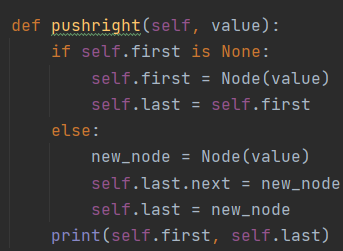 def pushright(self, value):
    if self.first is None:
        self.first = Node(value)
        self.last = self.first
    else:
        new_node = Node(value)
        self.last.next = new_node
        self.last = new_node
    print(self.first, self.last)